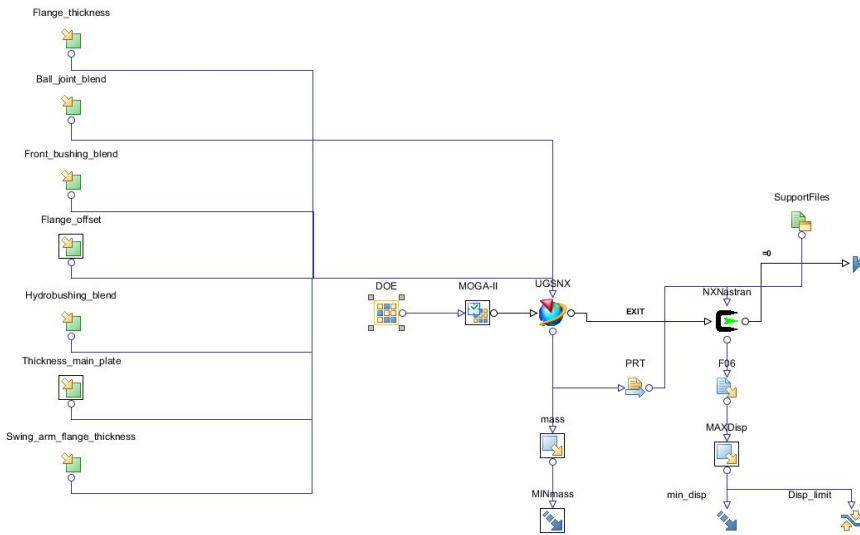 Flange_thickness
Ball_joint_blend
Front_bushing_blend
SupportFiles
Flange_offset
=0
DOE
MOGA-II
UGSNX
NXNastran
Hydrobushing_blend
EXIT
Thickness_main_plate
PRT
F06
mass
MAXDisp
Swing_arm_flange_thickness
MINmass
min_disp
Disp_limit